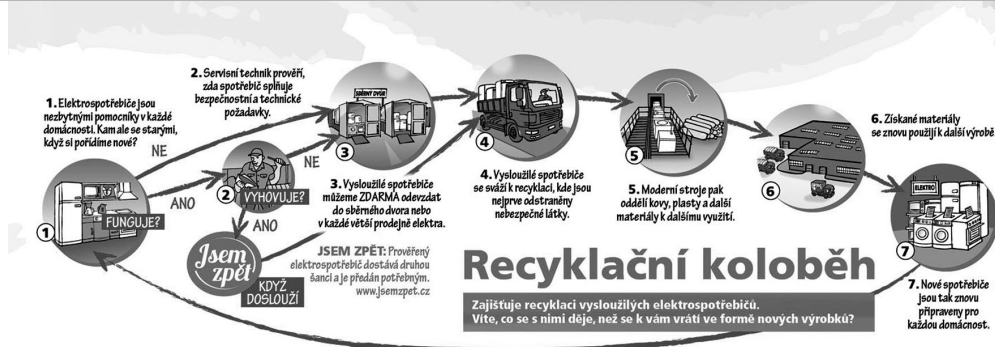 1. Elektrospotřebiče jsou
nezbytnými pomocníky v každé
domácnosti. Kam ale se starými,
když si pořídíme nové?
NE
ANO
1
FUNGUJE?
2. Servisní technik prověří,
zda spotřebič splňuje
bezpečnostní a technické
požadavky.
NE
2
VYHOVUJE?
ANO
Jsem
zpět
KDYŽ
DOSLOUŽÍ
SBĚRNÝ DVŮR
3
3. Vysloužilé spotřebiče
můžeme ZDARMA odevzdat
do sběrného dvora nebo
v každé větší prodejně elektra.
JSEM ZPĚT: Prověřený
elektrospotřebič dostává druhou
šanci a je předán potřebným.
www.jsemzpet.cz
4
4. Vysloužilé spotřebiče
se sváží k recyklaci, kde jsou
nejprve odstraněny
nebezpečné látky.
5
5. Moderní stroje pak
oddělí kovy, plasty a další
materiály k dalšímu využití.
6. Získané materiály
se znovu použijí k další výrobě
6
ELEKTRO
7
7. Nové spotřebiče
jsou tak znovu
připraveny pro
každou domácnost.
Recyklační koloběh
Zajišťuje recyklaci vysloužilých elektrospotřebičů.
Víte, co se s nimi děje, než se k vám vrátí ve formě nových výrobků?